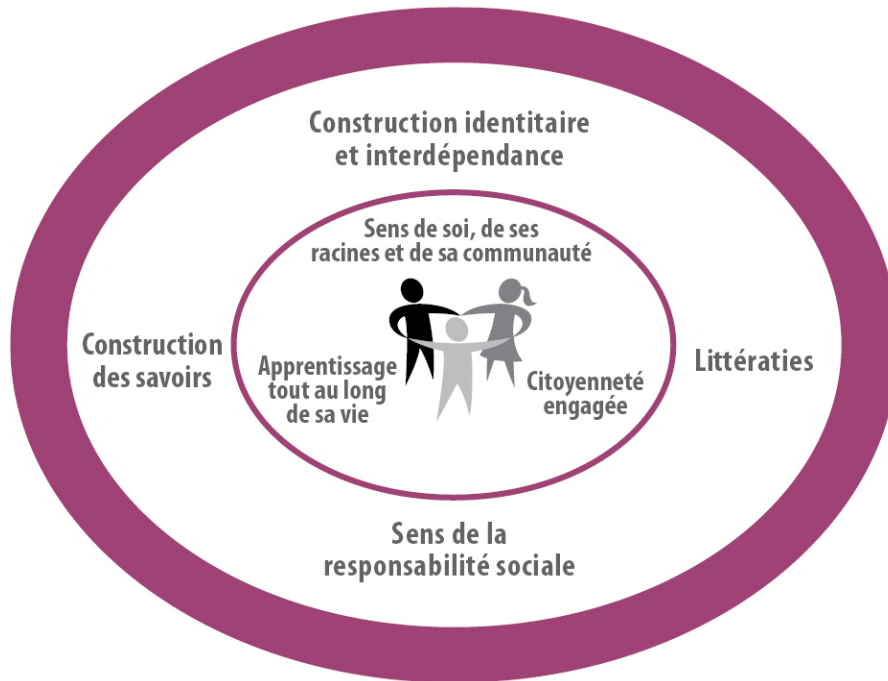 Construction identitaire
et interdépendance
Sens de soi, de ses
racines et de sa communauté
Construction
des savoirs
Apprentissage
tout au long
de sa vie
Citoyenneté
engagée
Littératies
Sens de la
responsabilité sociale